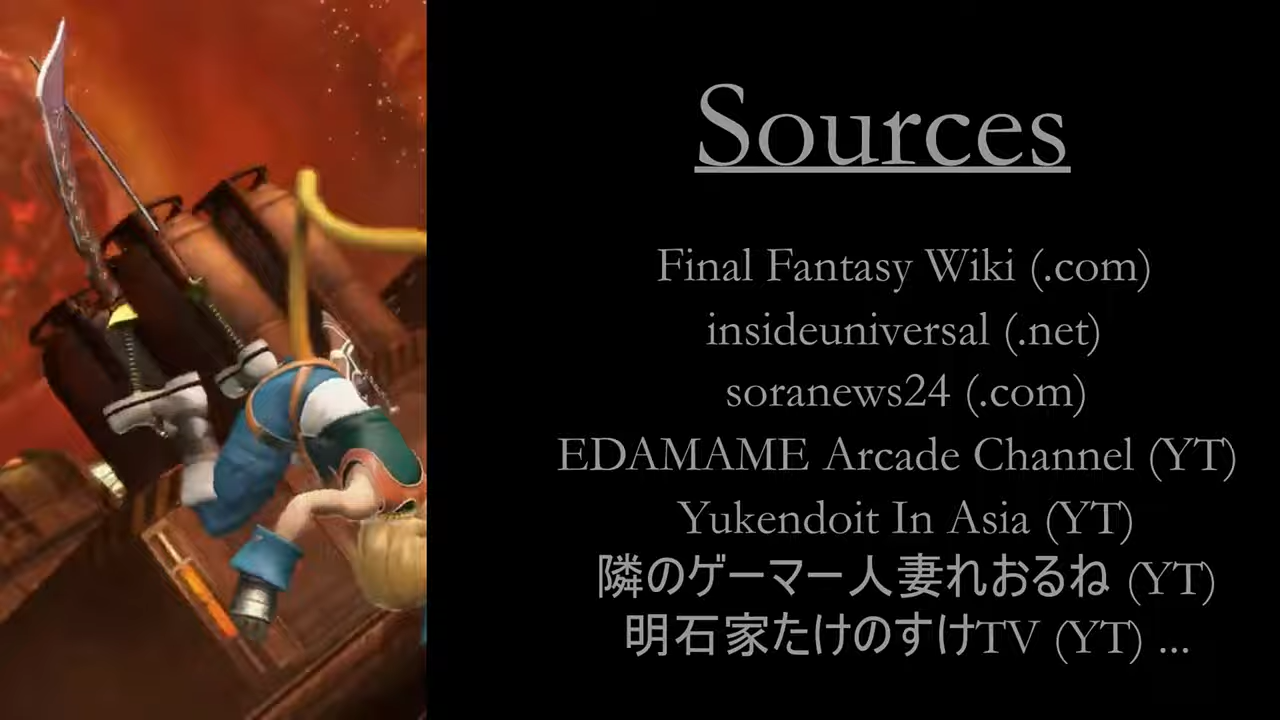 Sources
Final Fantasy Wiki (.com)
insideuniversal (.net)
soranews24 (.com)
EDAMAME Arcade Channel (YT)
Yukendoit In Asia (YT)
隣のゲーマー人妻れおるね (YT)
明石家たけのすけTV (YT) ...